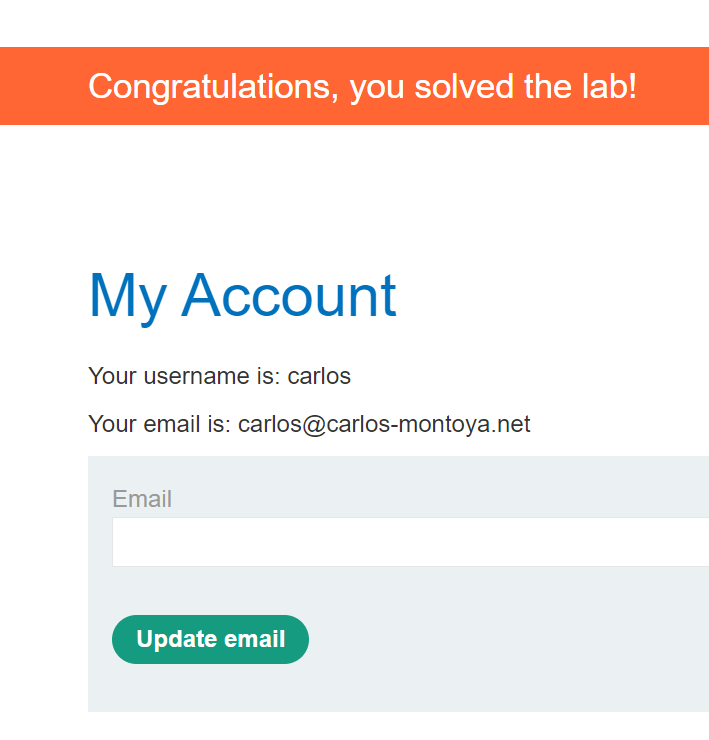 Congratulations, you solved the lab!
My Account
Your username is: carlos
Your email is: carlos@carlos-montoya.net
Email
Update email